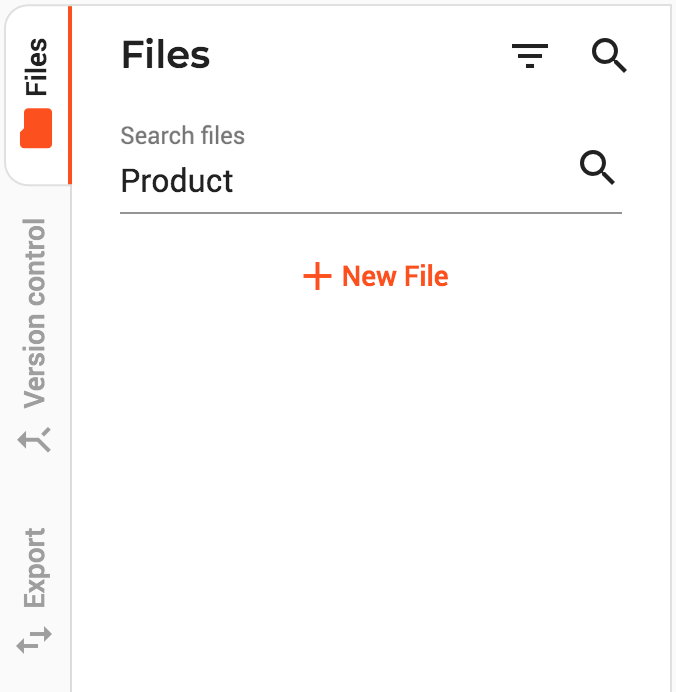 Files
Version control
Export
Files
Search files
Product
New File